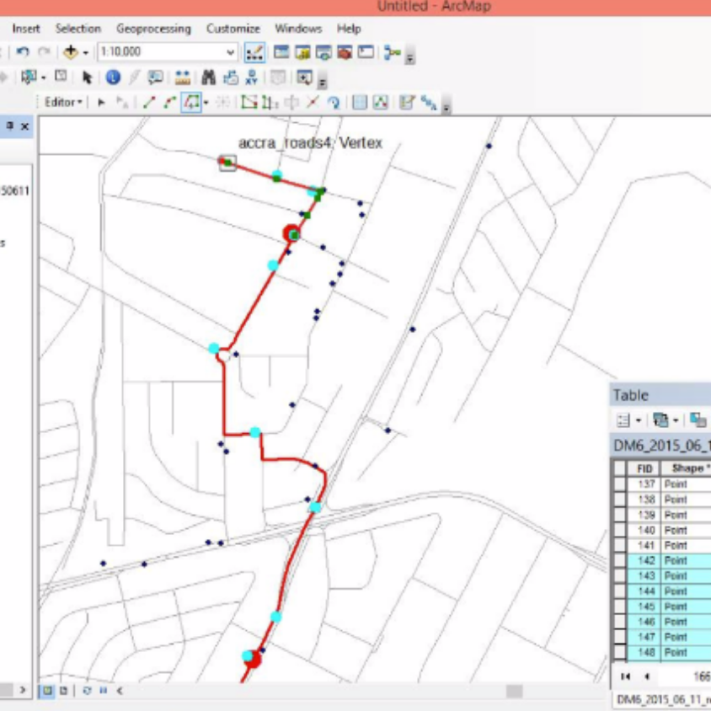 Untitled - ArcMap
Insert Selection Geoprocessing Customize Windows Help
1:10,000
Editor
accra_roads4: Vertex
50611
s
Table
DM6_2015_06_1
FID Shape *
137 Point
138 Point
139 Point
140 Point
141 Point
142 Point
143 Point
144 Point
145 Point
146 Point
147 Point
148 Point
166
DM6_2015_06_11_r